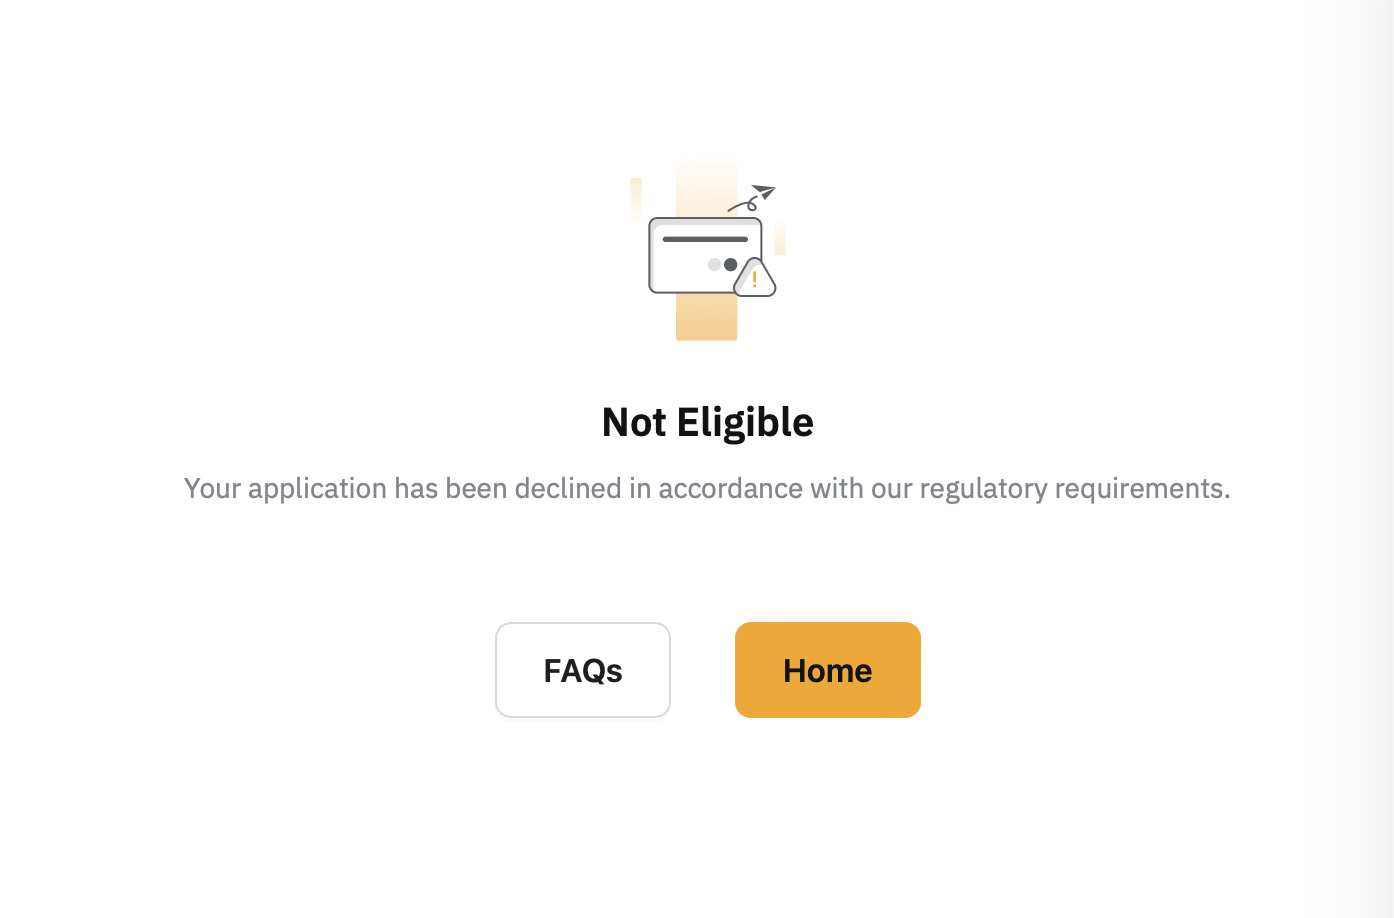 Not Eligible
Your application has been declined in accordance with our regulatory requirements.
FAQs
Home